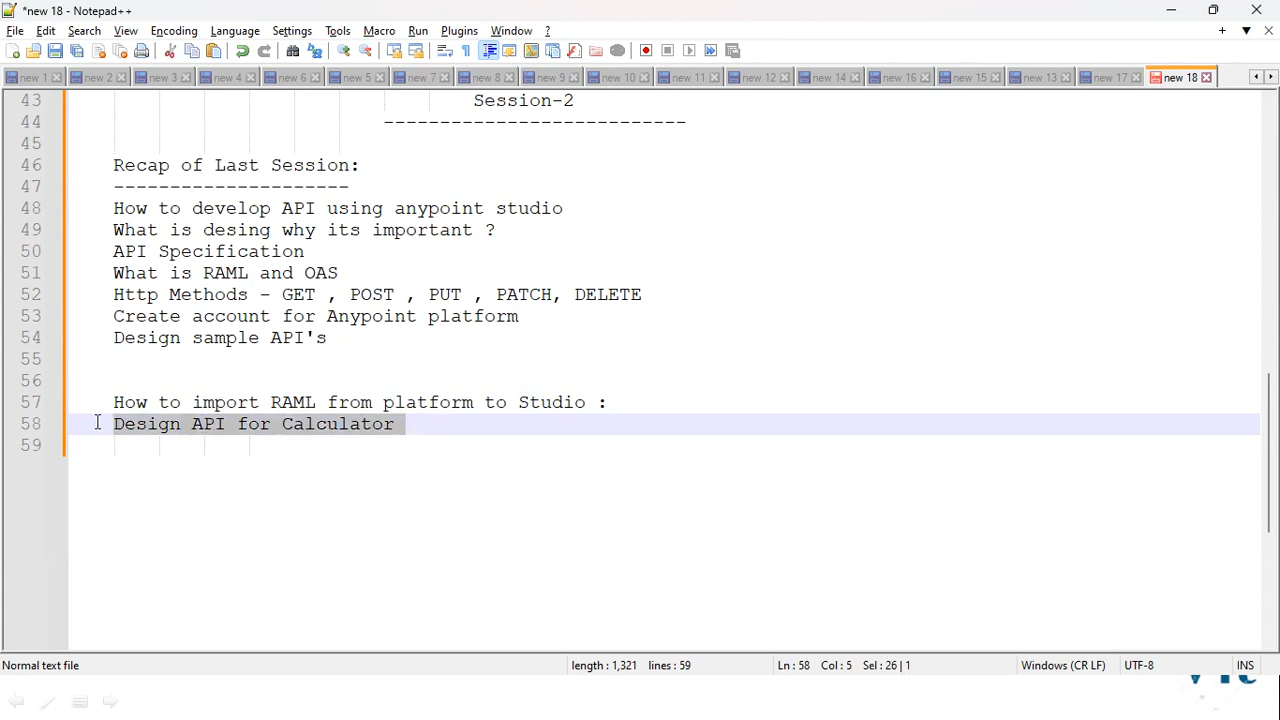 *new 18 - Notepad++
File Edit Search View Encoding Language Settings Tools Macro Run Plugins Window ?
new 1 new 2 new 3 new 4 new 6 new 5 new 7 new 8 new 9 new 10 new 11 new 12 new 14 new 16 new 15 new 13 new 17 new 18
43 Session-2
44 ---------------------------
45
46 Recap of Last Session:
47 ---------------------
48 How to develop API using anypoint studio
49 What is desing why its important ?
50 API Specification
51 What is RAML and OAS
52 Http Methods - GET , POST , PUT , PATCH, DELETE
53 Create account for Anypoint platform
54 Design sample API's
55
56
57 How to import RAML from platform to Studio :
58 Design API for Calculator
59
Normal text file length : 1,321 lines : 59 Ln : 58 Col : 5 Sel : 26 | 1 Windows (CR LF) UTF-8 INS